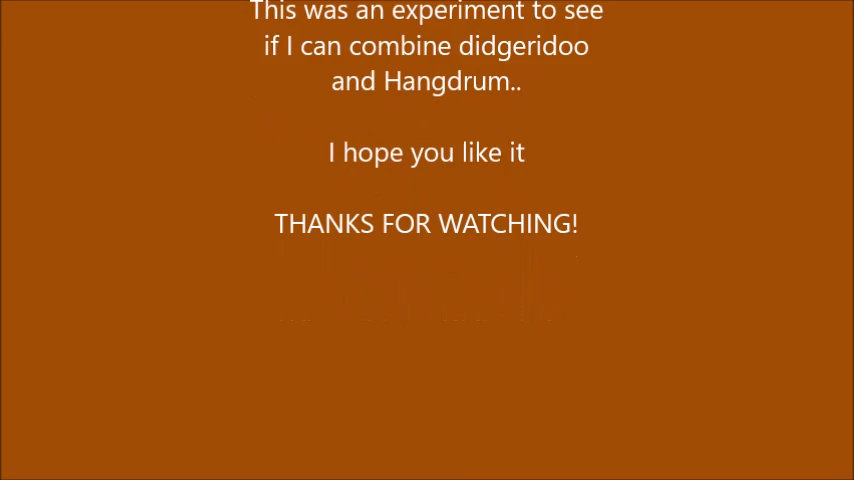 This was an experiment to see
if I can combine didgeridoo
and Hangdrum..
I hope you like it
THANKS FOR WATCHING!